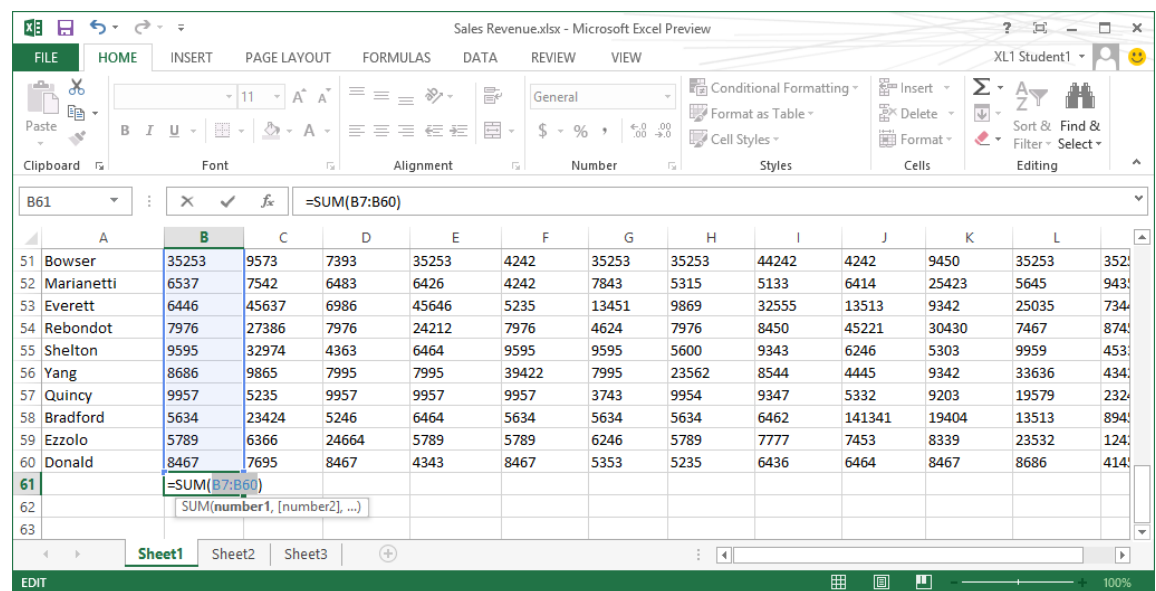 Sales Revenue.xlsx - Microsoft Excel Preview
FILE HOME INSERT PAGE LAYOUT FORMULAS DATA REVIEW VIEW XL1 Student1
Paste
11 A A
General
B I U A
$ % , .0 .00 .00 .0
Conditional Formatting
Format as Table
Cell Styles
Insert
Delete
Format
Σ
A Z
Sort & Filter
Find & Select
Clipboard Font Alignment Number Styles Cells Editing
B61 fx =SUM(B7:B60)
A B C D E F G H I J K L
51 Bowser 35253 9573 7393 35253 4242 35253 35253 44242 4242 9450 35253
52 Marianetti 6537 7542 6483 6426 4242 7843 5315 5133 6414 25423 5645
53 Everett 6446 45637 6986 45646 5235 13451 9869 32555 13513 9342 25035
54 Rebondot 7976 27386 7976 24212 7976 4624 7976 8450 45221 30430 7467
55 Shelton 9595 32974 4363 6464 9595 9595 5600 9343 6246 5303 9959
56 Yang 8686 9865 7995 7995 39422 7995 23562 8544 4445 9342 33636
57 Quincy 9957 5235 9957 9957 9957 3743 9954 9347 5332 9203 19579
58 Bradford 5634 23424 5246 6464 5634 5634 5634 6462 141341 19404 13513
59 Ezzolo 5789 6366 24664 5789 5789 6246 5789 7777 7453 8339 23532
60 Donald 8467 7695 8467 4343 8467 5353 5235 6436 6464 8467 8686
61 =SUM(B7:B60)
62 SUM(number1, [number2], ...)
63
Sheet1 Sheet2 Sheet3
EDIT 100%